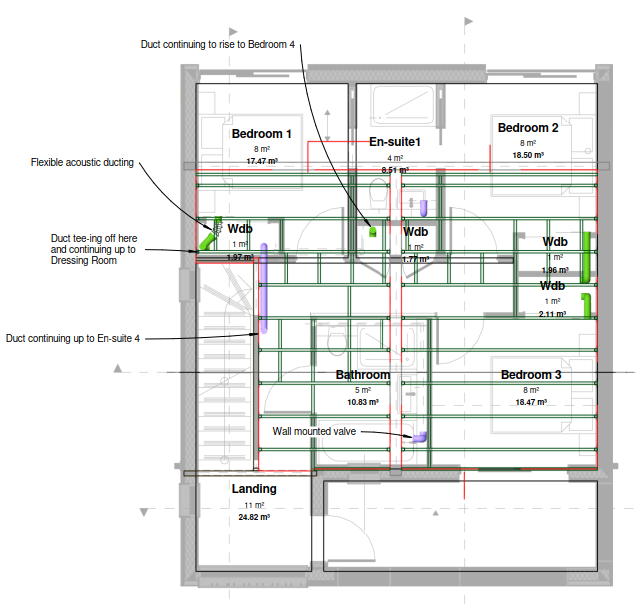 Duct continuing to rise to Bedroom 4
Bedroom 1
8 m²
17.47 m³
En-suite1
4 m²
8.51 m³
Bedroom 2
8 m²
18.50 m³
Flexible acoustic ducting
Duct tee-ing off here
and continuing up to
Dressing Room
Wdb
1 m²
1.97 m³
Wdb
1 m²
1.77 m³
Wdb
1 m²
1.96 m³
Wdb
1 m²
2.11 m³
Duct continuing up to En-suite 4
Bathroom
5 m²
10.83 m³
Bedroom 3
8 m²
18.47 m³
Wall mounted valve
Landing
11 m²
24.82 m³